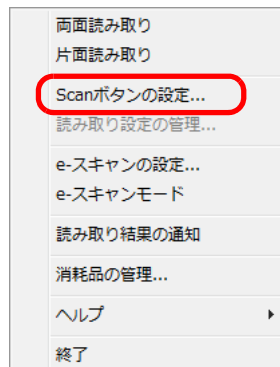 両面読み取り
片面読み取り
Scanボタンの設定...
読み取り設定の管理...
e-スキャンの設定...
e-スキャンモード
読み取り結果の通知
消耗品の管理...
ヘルプ
終了